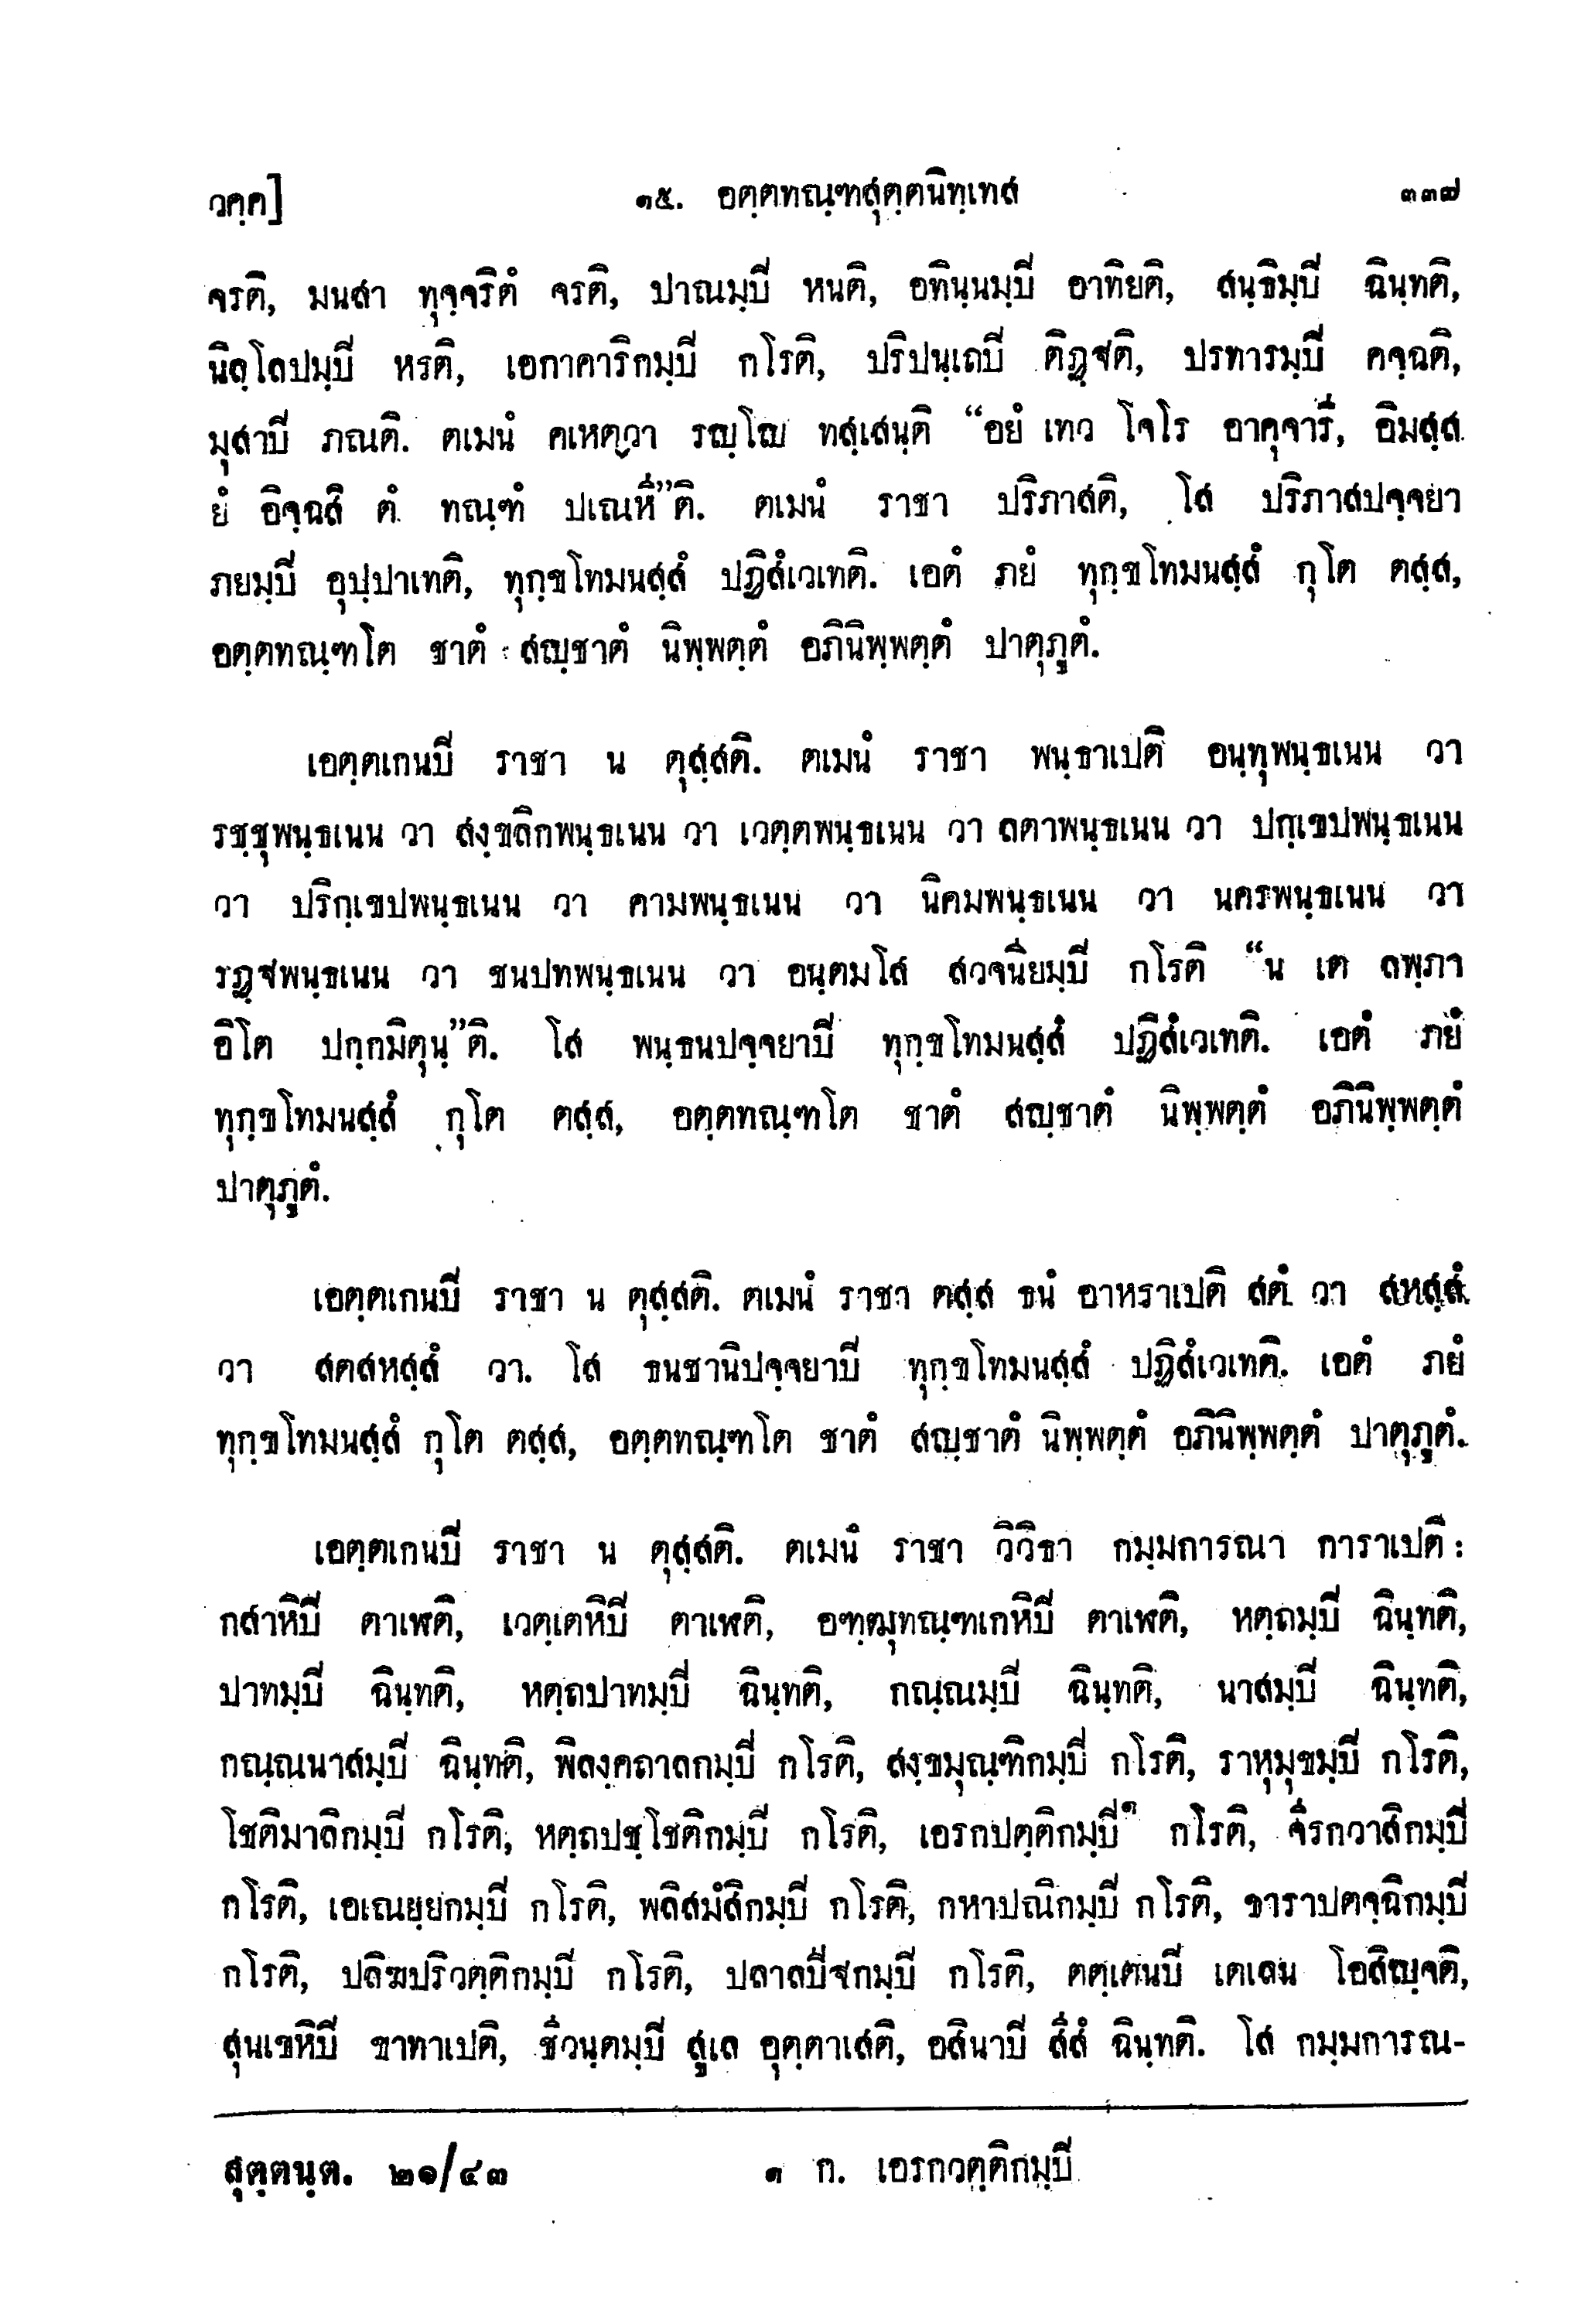 วคฺค]	๑๕. อตฺตทณฺฑสุตฺตนิทฺเทส	๓๓๗
จรติ, มนสา ทุจฺจริตํ จรติ, ปาณมฺปิ หนติ, อทินฺนมฺปิ อาทิยติ, สนฺธิมฺปิ ฉินฺทติ,
นิลฺโลปมฺปิ หรติ, เอกาคาริกมฺปิ กโรติ, ปริปนฺเถปิ ติฏฺฐติ, ปรทารมฺปิ คจฺฉติ,
มุสาปิ ภณติ. ตเมนํ คเหตฺวา รญฺโญ ทสฺเสนฺติ “อยํ เทว โจโร อาคุจารี, อิมสฺส
ยํ อิจฺฉสิ ตํ ทณฺฑํ ปเณหี”ติ. ตเมนํ ราชา ปริภาสติ, โส ปริภาสปจฺจยา
ภยมฺปิ อุปฺปาเทติ, ทุกฺขโทมนสฺสํ ปฏิสํเวเทติ. เอตํ ภยํ ทุกฺขโทมนสฺสํ กุโต ตสฺส,
อตฺตทณฺฑโต ชาตํ สญฺชาตํ นิพฺพตฺตํ อภินิพฺพตฺตํ ปาตุภูตํ.
เอตฺตเกนปิ ราชา น ตุสฺสติ. ตเมนํ ราชา พนฺธาเปติ อนฺทุพนฺธเนน วา
รชฺชุพนฺธเนน วา สงฺขลิกพนฺธเนน วา เวตฺตพนฺธเนน วา ลตาพนฺธเนน วา ปกฺเขปพนฺธเนน
วา ปริกฺเขปพนฺธเนน วา คามพนฺธเนน วา นิคมพนฺธเนน วา นครพนฺธเนน วา
รฏฺฐพนฺธเนน วา ชนปทพนฺธเนน วา อนฺตมโส สวจนียมฺปิ กโรติ “น เต ลพฺภา
อิโต ปกฺกมิตุนฺ”ติ. โส พนฺธนปจฺจยาปิ ทุกฺขโทมนสฺสํ ปฏิสํเวเทติ. เอตํ ภยํ
ทุกฺขโทมนสฺสํ กุโต ตสฺส, อตฺตทณฺฑโต ชาตํ สญฺชาตํ นิพฺพตฺตํ อภินิพฺพตฺตํ
ปาตุภูตํ.
เอตฺตเกนปิ ราชา น ตุสฺสติ. ตเมนํ ราชา ตสฺส ธนํ อาหราเปติ สตํ วา สหสฺสํ
วา สตสหสฺสํ วา. โส ธนชานิปจฺจยาปิ ทุกฺขโทมนสฺสํ ปฏิสํเวเทติ. เอตํ ภยํ
ทุกฺขโทมนสฺสํ กุโต ตสฺส, อตฺตทณฺฑโต ชาตํ สญฺชาตํ นิพฺพตฺตํ อภินิพฺพตฺตํ ปาตุภูตํ.
เอตฺตเกนปิ ราชา น ตุสฺสติ. ตเมนํ ราชา วิวิธา กมฺมการณา การาเปติ :
กสาหิปิ ตาเฬติ, เวตฺเตหิปิ ตาเฬติ, อฑฺฒทณฺฑเกหิปิ ตาเฬติ, หตฺถมฺปิ ฉินฺทติ,
ปาทมฺปิ ฉินฺทติ, หตฺถปาทมฺปิ ฉินฺทติ, กณฺณมฺปิ ฉินฺทติ, นาสมฺปิ ฉินฺทติ,
กณฺณนาสมฺปิ ฉินฺทติ, พิลงฺคถาลกมฺปิ กโรติ, สงฺขมุณฺฑิกมฺปิ กโรติ, ราหุมุขมฺปิ กโรติ,
โชติมาลิกมฺปิ กโรติ, หตฺถปชฺโชติกมฺปิ กโรติ, เอรกปตฺติกมฺปิ๑ กโรติ, จีรกวาสิกมฺปิ
กโรติ, เอเณยฺยกมฺปิ กโรติ, พลิสมํสิกมฺปิ กโรติ, กหาปณิกมฺปิ กโรติ, ขาราปตจฺฉิกมฺปิ
กโรติ, ปลิฆปริวตฺติกมฺปิ กโรติ, ปลาลปีฐกมฺปิ กโรติ, ตตฺเตนปิ เตเลน โอสิญฺจติ,
สุนเขหิปิ ขาทาเปติ, ชีวนฺตมฺปิ สูเล อุตฺตาเสติ, อสินาปิ สีสํ ฉินฺทติ. โส กมฺมการณ-
สุตฺตนฺต. ๒๑/๔๓	๑ ก. เอรกวตฺติกมฺปิ